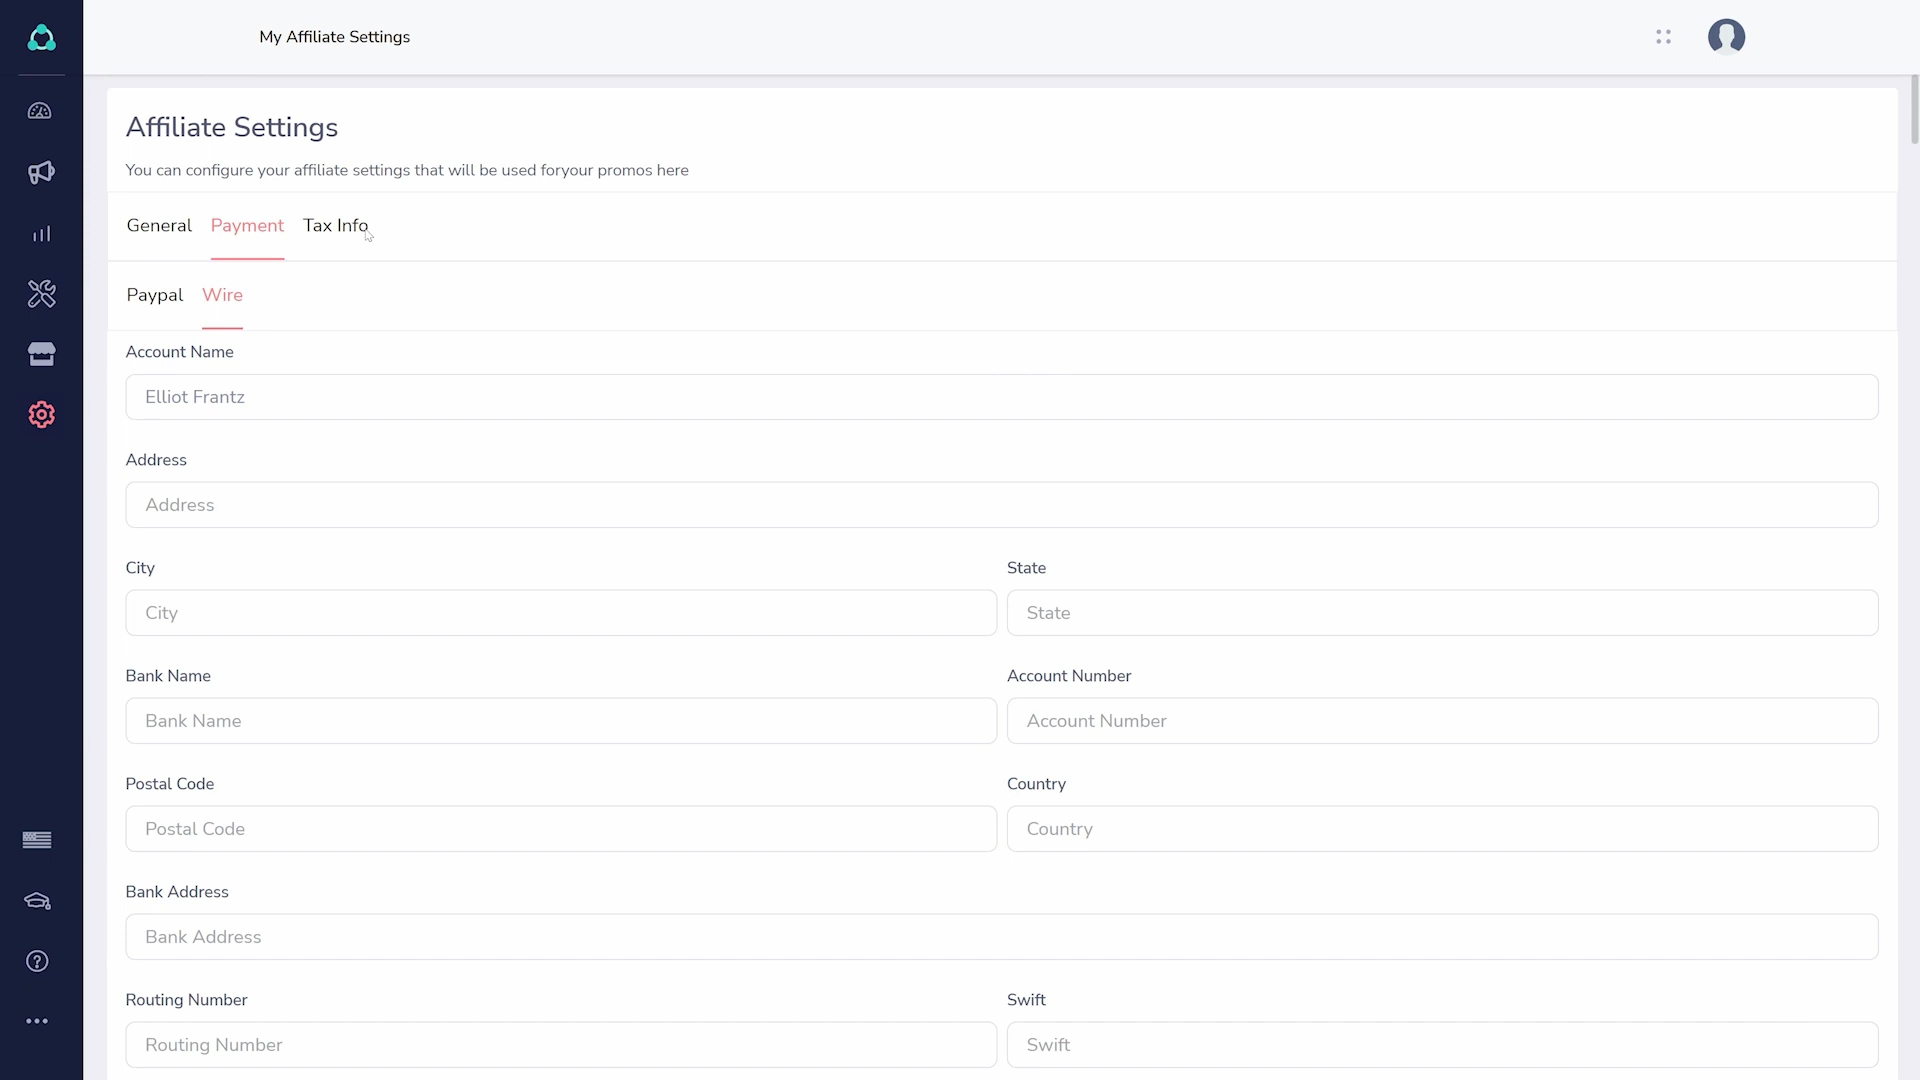 My Affiliate Settings
Affiliate Settings
You can configure your affiliate settings that will be used foryour promos here
General Payment Tax Info
Paypal Wire
Account Name
Elliot Frantz
Address
Address
City State
City State
Bank Name Account Number
Bank Name Account Number
Postal Code Country
Postal Code Country
Bank Address
Bank Address
Routing Number Swift
Routing Number Swift